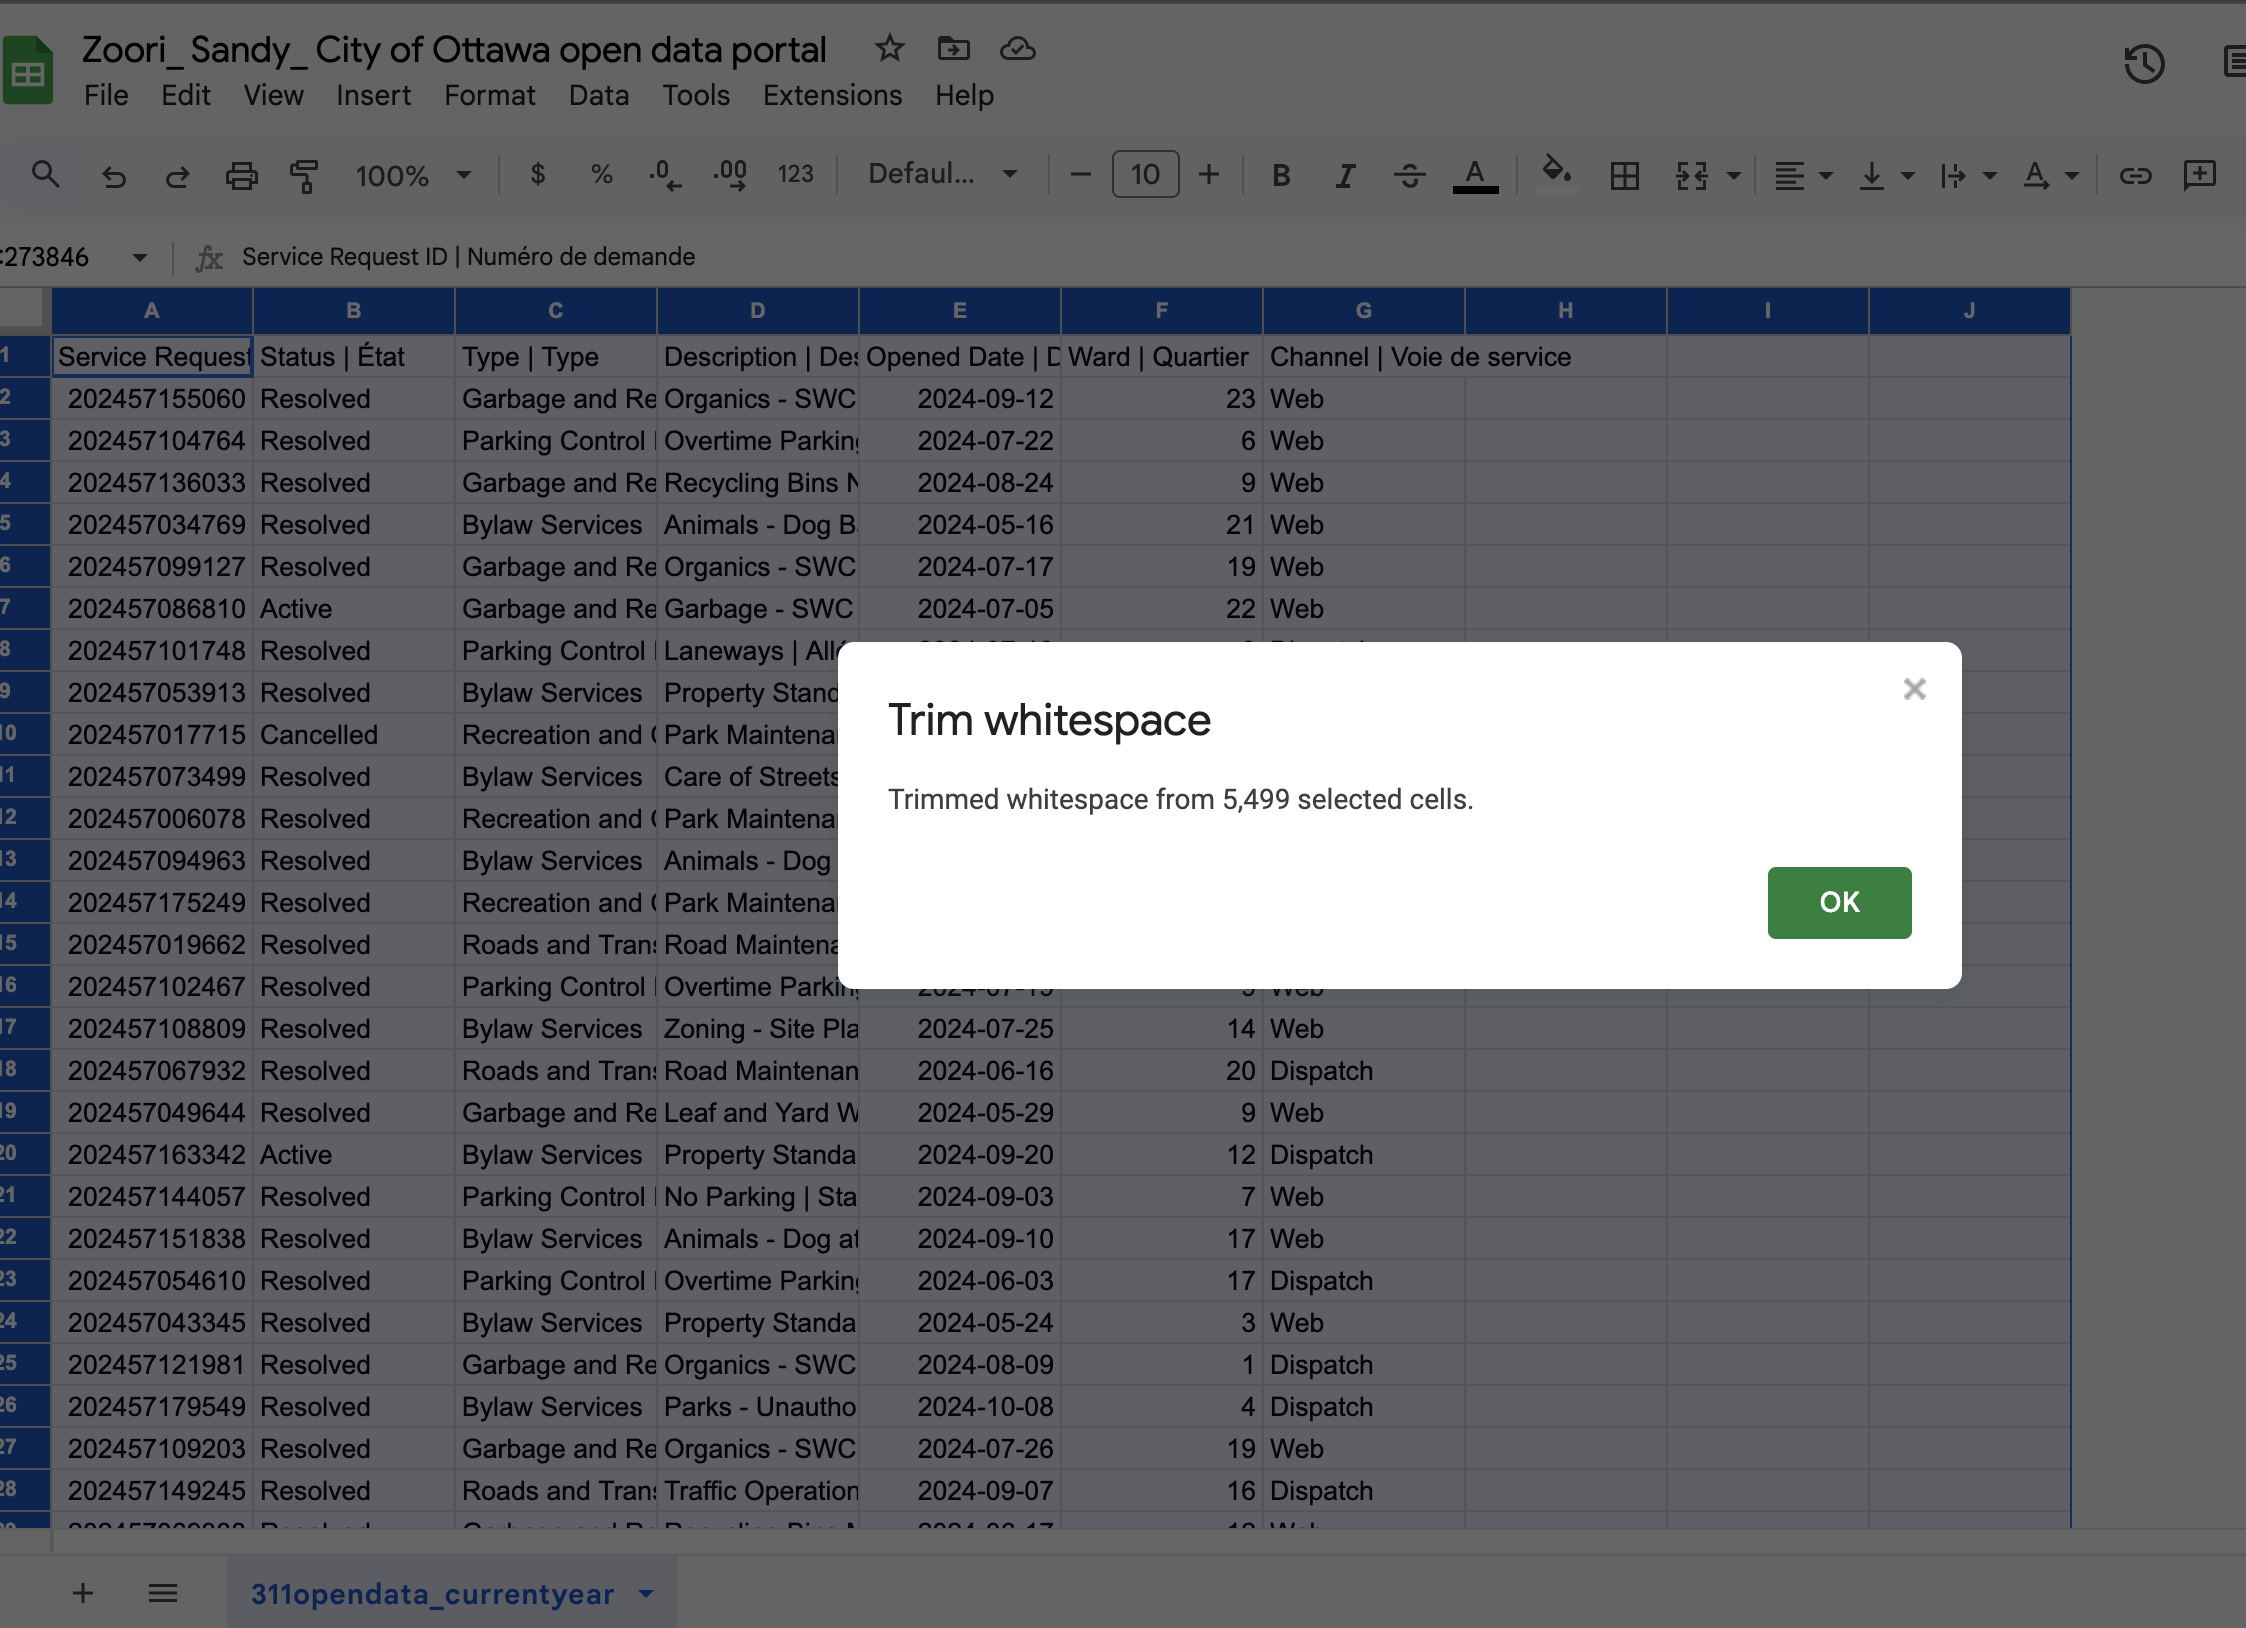 Zoori_ Sandy_ City of Ottawa open data portal
File Edit View Insert Format Data Tools Extensions Help
100% $ % .0 .00 123 Defaul... 10 B I A
:273846 Service Request ID | Numéro de demande
A B C D E F G H I J
1 Service Request Status | État Type | Type Description | Des Opened Date | D Ward | Quartier Channel | Voie de service
2 202457155060 Resolved Garbage and Re Organics - SWC 2024-09-12 23 Web
3 202457104764 Resolved Parking Control | Overtime Parking 2024-07-22 6 Web
4 202457136033 Resolved Garbage and Re Recycling Bins N 2024-08-24 9 Web
5 202457034769 Resolved Bylaw Services Animals - Dog Ba 2024-05-16 21 Web
6 202457099127 Resolved Garbage and Re Organics - SWC 2024-07-17 19 Web
7 202457086810 Active Garbage and Re Garbage - SWC 2024-07-05 22 Web
8 202457101748 Resolved Parking Control | Laneways |
9 202457053913 Resolved Bylaw Services Property Stand
10 202457017715 Cancelled Recreation and C Park Maintena
11 202457073499 Resolved Bylaw Services Care of Streets
12 202457006078 Resolved Recreation and C Park Maintena
13 202457094963 Resolved Bylaw Services Animals - Dog
14 202457175249 Resolved Recreation and C Park Maintena
15 202457019662 Resolved Roads and Trans Road Maintena
16 202457102467 Resolved Parking Control | Overtime Parking
17 202457108809 Resolved Bylaw Services Zoning - Site Pla 2024-07-25 14 Web
18 202457067932 Resolved Roads and Trans Road Maintenan 2024-06-16 20 Dispatch
19 202457049644 Resolved Garbage and Re Leaf and Yard W 2024-05-29 9 Web
20 202457163342 Active Bylaw Services Property Standa 2024-09-20 12 Dispatch
21 202457144057 Resolved Parking Control | No Parking | Sta 2024-09-03 7 Web
22 202457151838 Resolved Bylaw Services Animals - Dog at 2024-09-10 17 Web
23 202457054610 Resolved Parking Control | Overtime Parking 2024-06-03 17 Dispatch
24 202457043345 Resolved Bylaw Services Property Standa 2024-05-24 3 Web
25 202457121981 Resolved Garbage and Re Organics - SWC 2024-08-09 1 Dispatch
26 202457179549 Resolved Bylaw Services Parks - Unautho 2024-10-08 4 Dispatch
27 202457109203 Resolved Garbage and Re Organics - SWC 2024-07-26 19 Web
28 202457149245 Resolved Roads and Trans Traffic Operation 2024-09-07 16 Dispatch
Trim whitespace
Trimmed whitespace from 5,499 selected cells.
OK
311opendata_currentyear